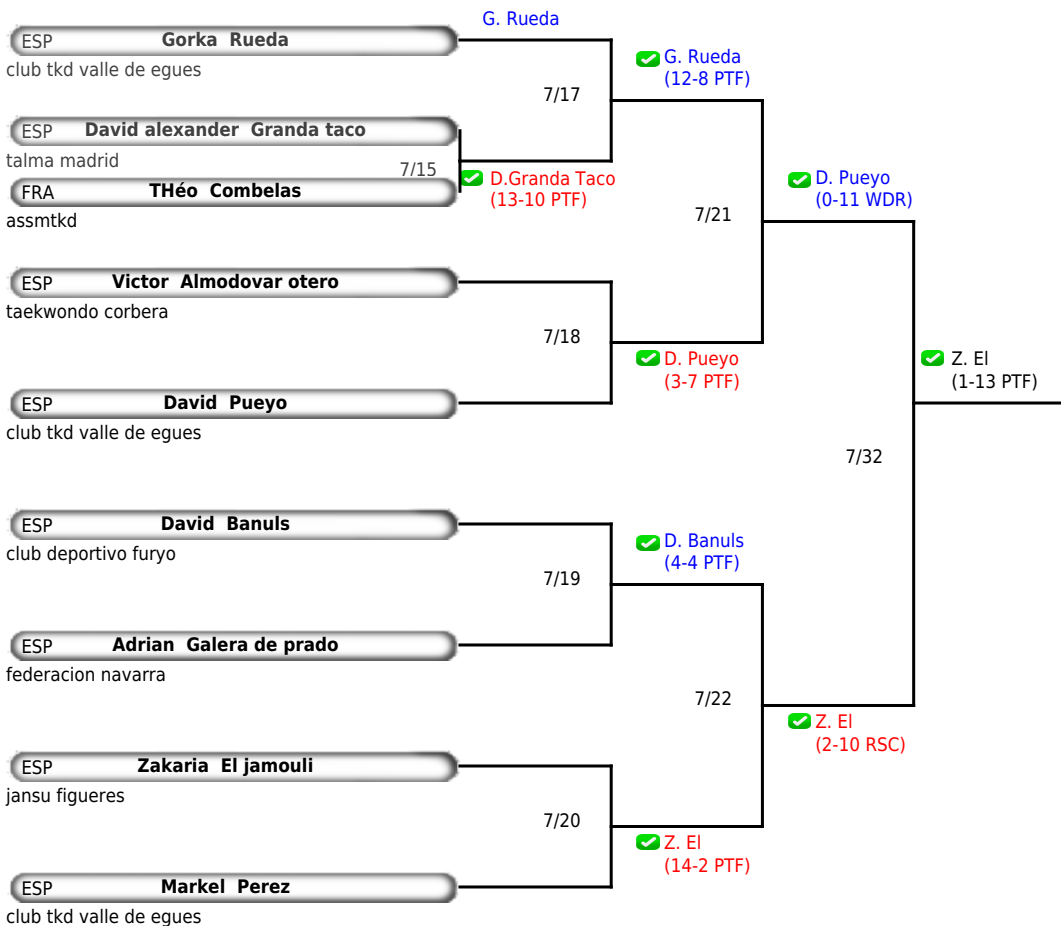 G. Rueda
ESP Gorka Rueda
club tkd valle de egues
G. Rueda
(12-8 PTF)
7/17
ESP David alexander Granda taco
talma madrid
7/15
FRA THéo Combelas
assmtkd
D.Granda Taco
(13-10 PTF)
D. Pueyo
(0-11 WDR)
7/21
ESP Victor Almodovar otero
taekwondo corbera
7/18
D. Pueyo
(3-7 PTF)
Z. El
(1-13 PTF)
ESP David Pueyo
club tkd valle de egues
7/32
ESP David Banuls
club deportivo furyo
D. Banuls
(4-4 PTF)
7/19
ESP Adrian Galera de prado
federacion navarra
7/22
Z. El
(2-10 RSC)
ESP Zakaria El jamouli
jansu figueres
7/20
Z. El
(14-2 PTF)
ESP Markel Perez
club tkd valle de egues